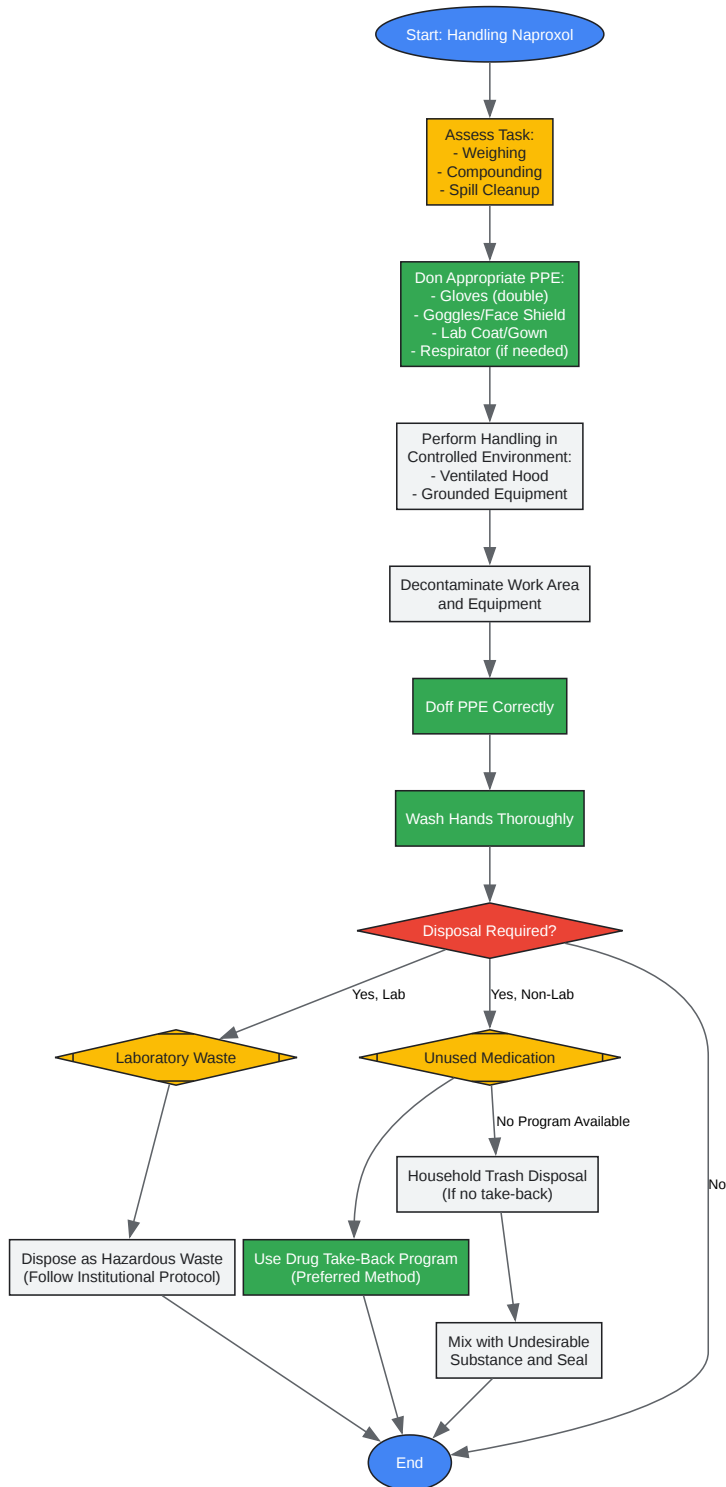 Start: Handling Naproxol
Assess Task:
- Weighing
- Compounding
- Spill Cleanup
Don Appropriate PPE:
- Gloves (double)
- Goggles/Face Shield
- Lab Coat/Gown
- Respirator (if needed)
Perform Handling in
Controlled Environment:
- Ventilated Hood
- Grounded Equipment
Decontaminate Work Area
and Equipment
Doff PPE Correctly
Wash Hands Thoroughly
Disposal Required?
Yes, Lab
Yes, Non-Lab
Laboratory Waste
Unused Medication
No Program Available
Household Trash Disposal
(If no take-back)
No
Dispose as Hazardous Waste
(Follow Institutional Protocol)
Use Drug Take-Back Program
(Preferred Method)
Mix with Undesirable
Substance and Seal
End